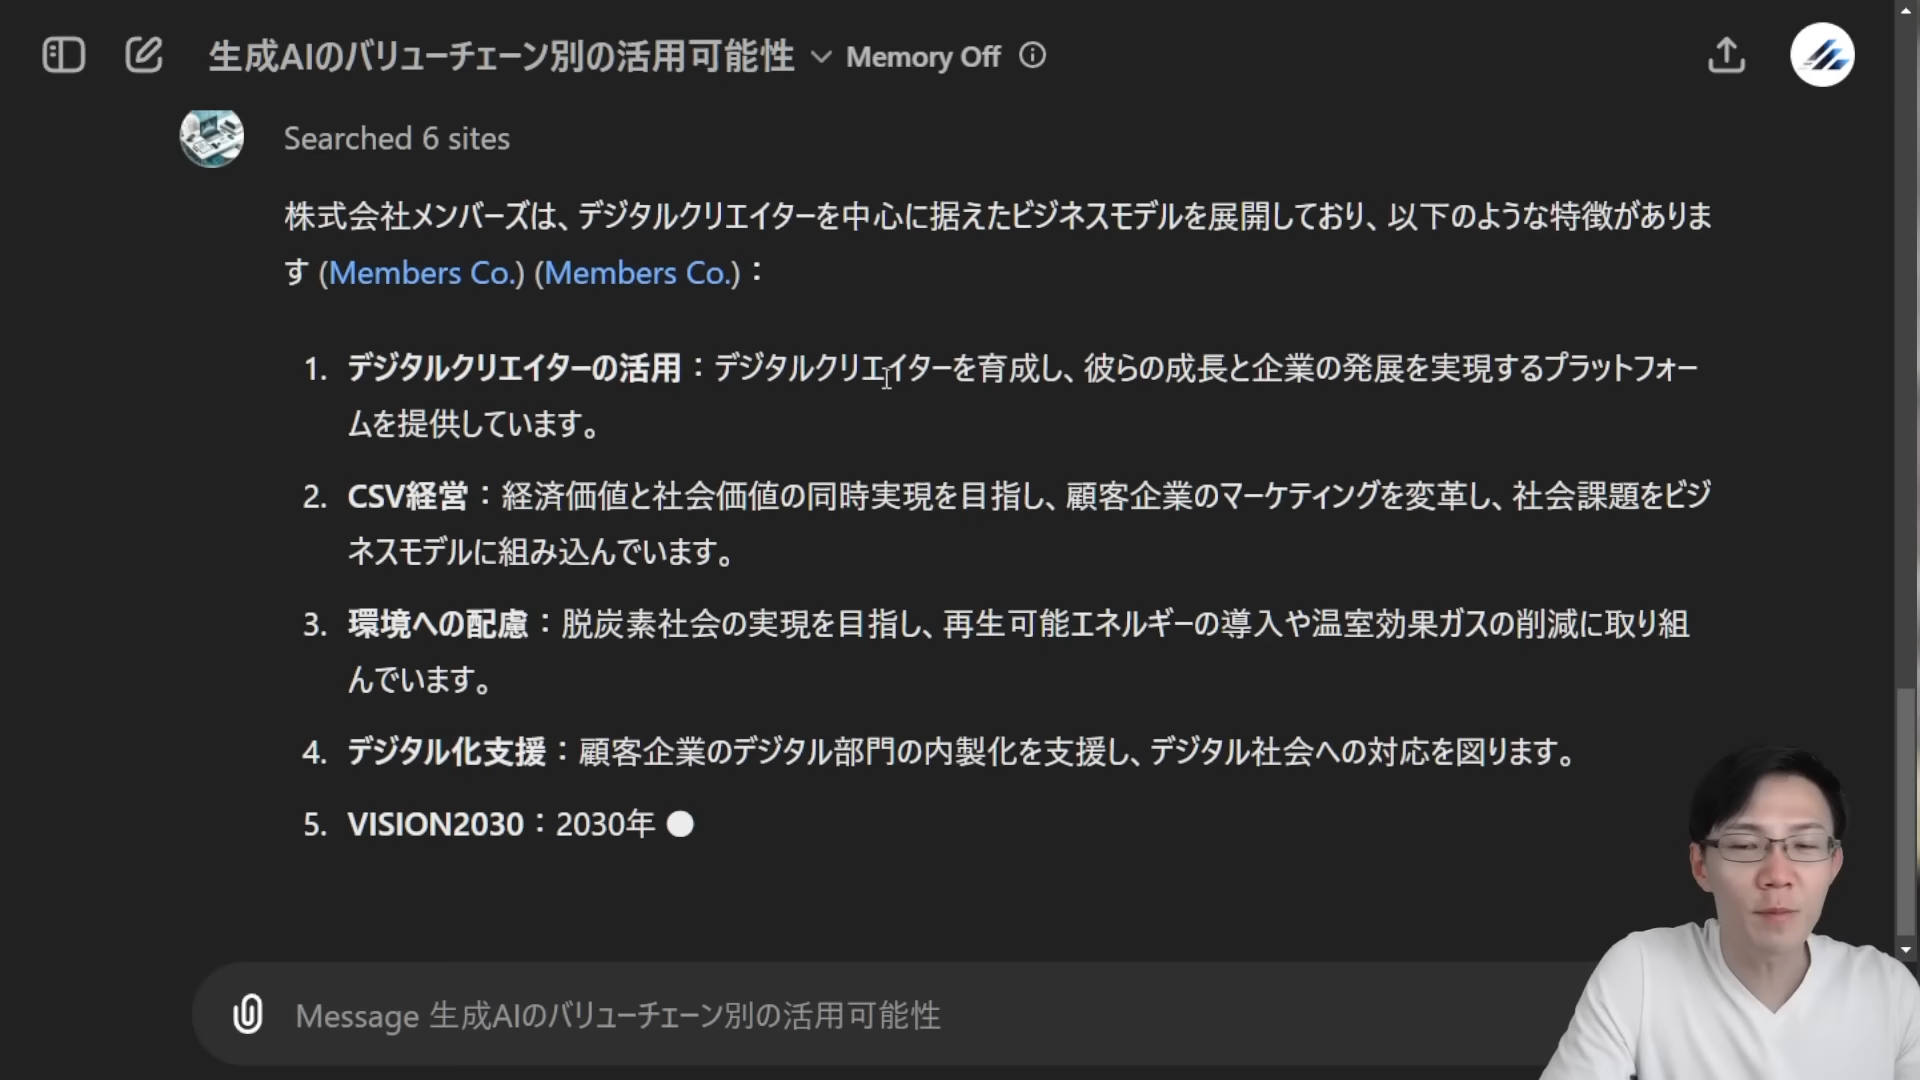 生成AIのバリューチェーン別の活用可能性 Memory Off
Searched 6 sites
株式会社メンバーズは、デジタルクリエイターを中心に据えたビジネスモデルを展開しており、以下のような特徴がありま
す (Members Co.) (Members Co.)：
1. デジタルクリエイターの活用：デジタルクリエイターを育成し、彼らの成長と企業の発展を実現するプラットフォー
ムを提供しています。
2. CSV経営：経済価値と社会価値の同時実現を目指し、顧客企業のマーケティングを変革し、社会課題をビジ
ネスモデルに組み込んでいます。
3. 環境への配慮：脱炭素社会の実現を目指し、再生可能エネルギーの導入や温室効果ガスの削減に取り組
んでいます。
4. デジタル化支援：顧客企業のデジタル部門の内製化を支援し、デジタル社会への対応を図ります。
5. VISION2030：2030年
Message 生成AIのバリューチェーン別の活用可能性